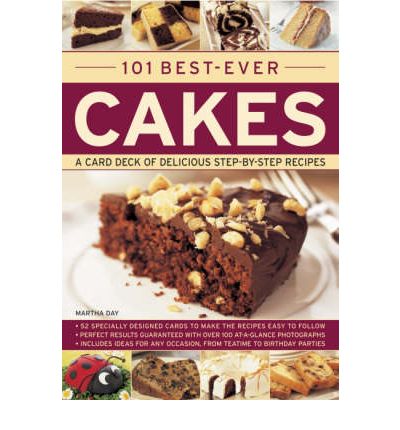 101 BEST-EVER
CAKES
A CARD DECK OF DELICIOUS STEP-BY-STEP RECIPES
MARTHA DAY
• 52 SPECIALLY DESIGNED CARDS TO MAKE THE RECIPES EASY TO FOLLOW
• PERFECT RESULTS GUARANTEED WITH OVER 100 AT-A-GLANCE PHOTOGRAPHS
• INCLUDES IDEAS FOR ANY OCCASION, FROM TEATIME TO BIRTHDAY PARTIES